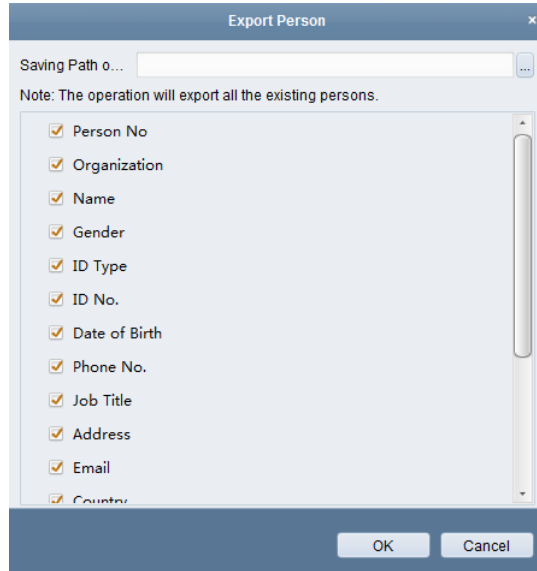 Export Person
×
Saving Path o...
...
Note: The operation will export all the existing persons.
Person No
Organization
Name
Gender
ID Type
ID No.
Date of Birth
Phone No.
Job Title
Address
Email
Country
OK
Cancel